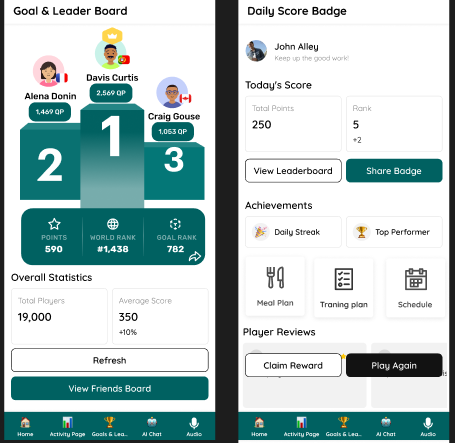 Goal & Leader Board
Davis Curtis
2,569 QP
Alena Donin
1,469 QP
Craig Gouse
1,053 QP
1
2
3
POINTS
590
WORLD RANK
#1,438
GOAL RANK
782
Overall Statistics
Total Players
19,000
Average Score
350
+10%
Refresh
View Friends Board
Home
Activity Page
Goals & Lea...
AI Chat
Audio
Daily Score Badge
John Alley
Keep up the good work!
Today's Score
Total Points
250
Rank
5
+2
View Leaderboard
Share Badge
Achievements
Daily Streak
Top Performer
Meal Plan
Traning plan
Schedule
Player Reviews
Claim Reward
Play Again
Home
Activity Page
Goals & Lea...
AI Chat
Audio